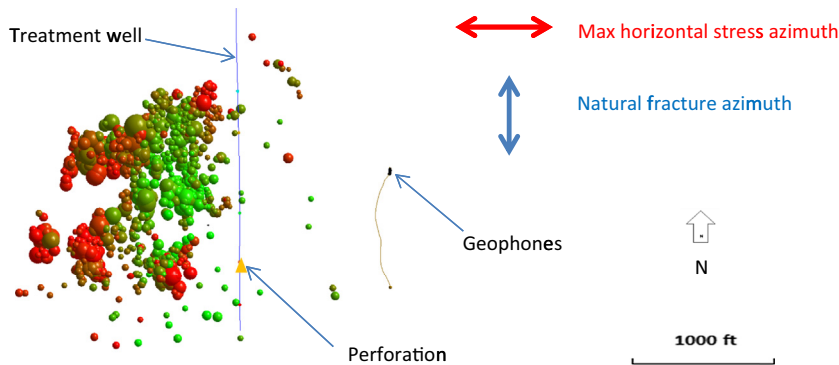 Treatment well
Max horizontal stress azimuth
Natural fracture azimuth
Geophones
N
Perforation
1000 ft